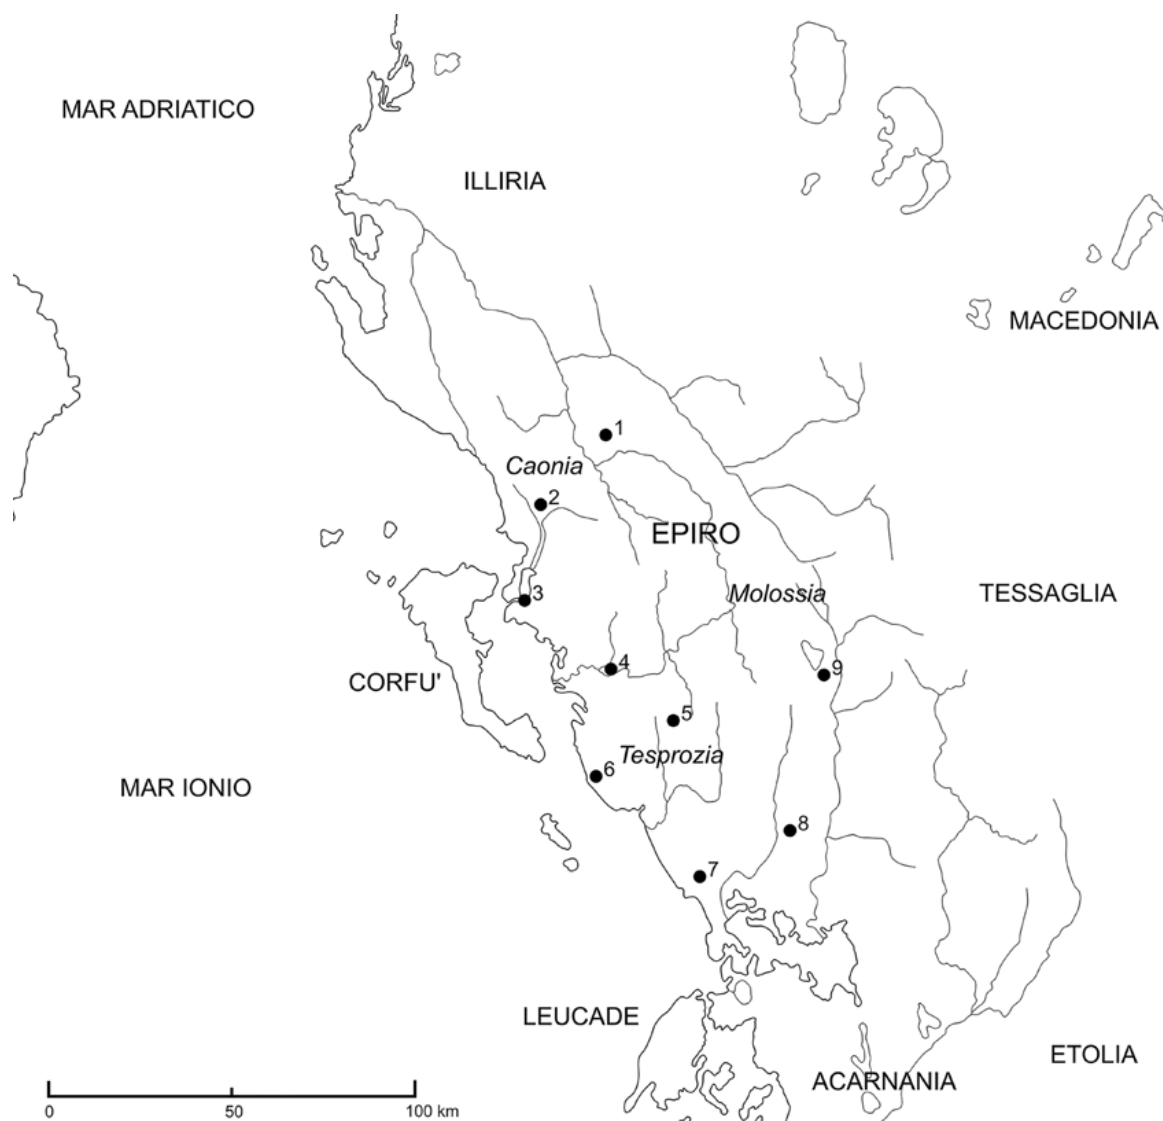 MAR ADRIATICO
ILLIRIA
MACEDONIA
1
Caonia
2
EPIRO
Molossia
TESSAGLIA
3
4
9
CORFU'
5
Tesprozia
6
MAR IONIO
8
7
LEUCADE
ETOLIA
ACARNANIA
0 50 100 km